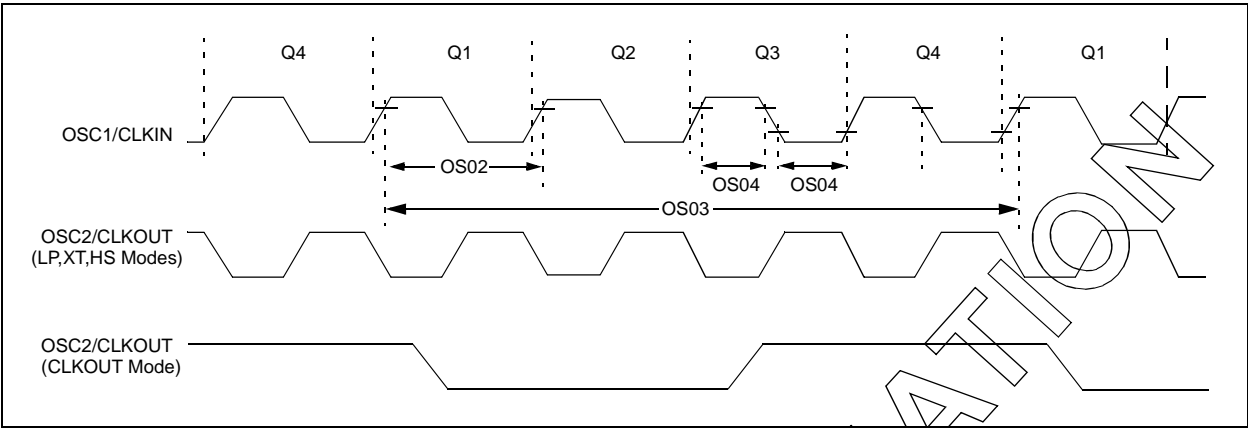 Q4 Q1 Q2 Q3 Q4 Q1
OSC1/CLKIN
OS02
OS04 OS04
OS03
OSC2/CLKOUT
(LP,XT,HS Modes)
OSC2/CLKOUT
(CLKOUT Mode)
ATION